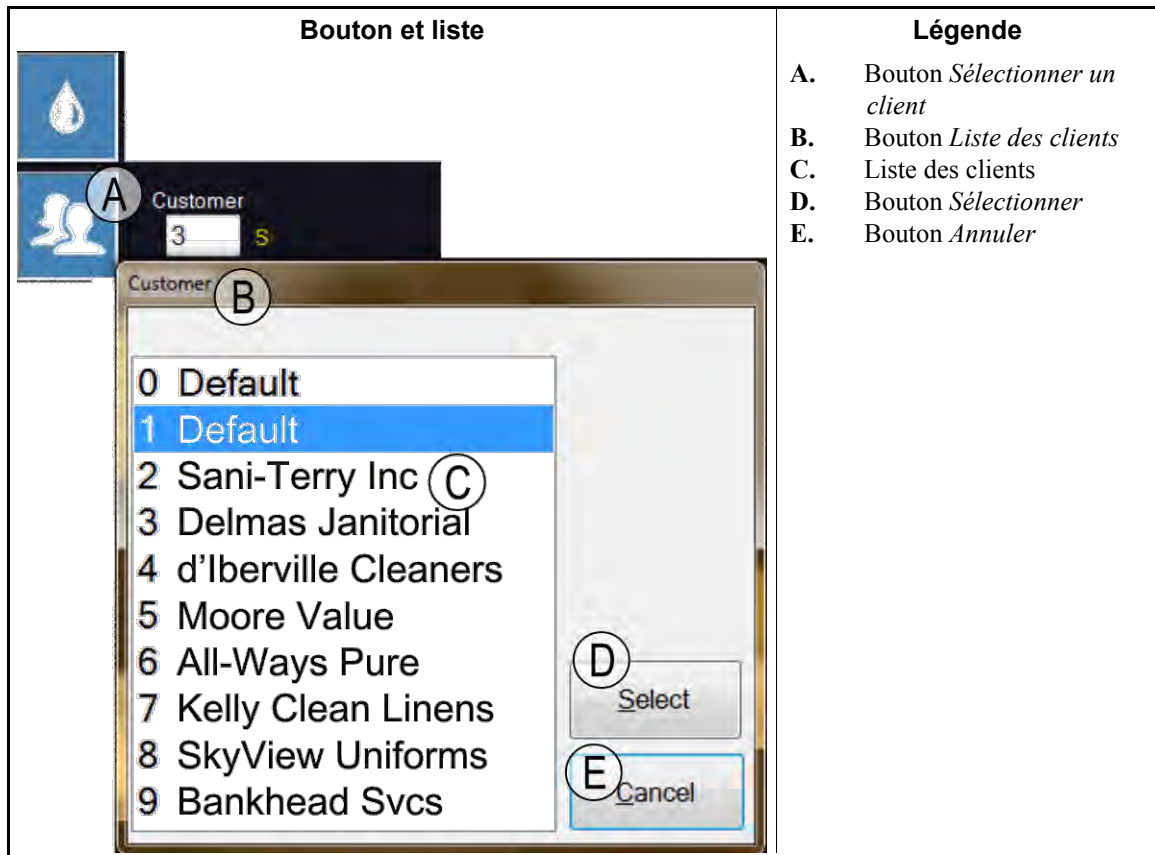 Bouton et liste
Légende
A. Bouton Sélectionner un
client
B. Bouton Liste des clients
C. Liste des clients
D. Bouton Sélectionner
E. Bouton Annuler
A
Customer
3 S
Customer
B
0 Default
1 Default
2 Sani-Terry Inc
C
3 Delmas Janitorial
4 d'Iberville Cleaners
5 Moore Value
6 All-Ways Pure
7 Kelly Clean Linens
8 SkyView Uniforms
9 Bankhead Svcs
D
Select
E
Cancel